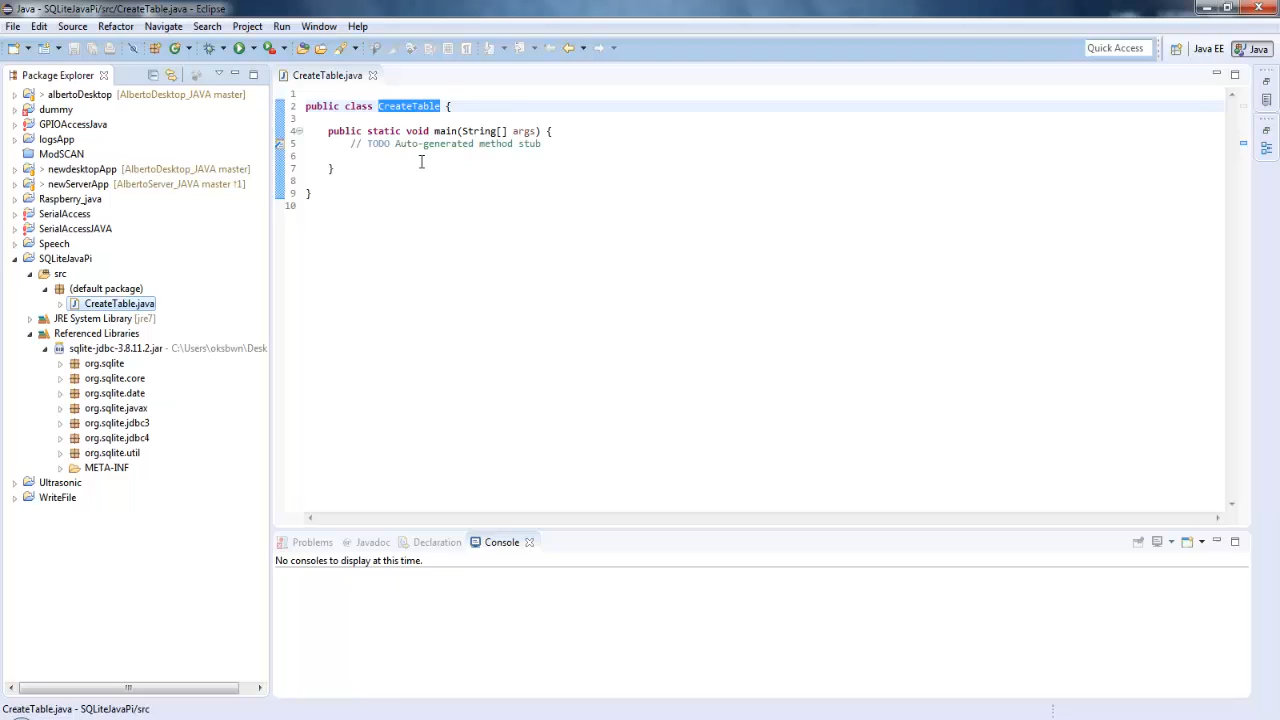 Java - SQLiteJavaPi/src/CreateTable.java - Eclipse
File Edit Source Refactor Navigate Search Project Run Window Help
Quick Access Java EE Java
Package Explorer
CreateTable.java
> albertoDesktop [AlbertoDesktop_JAVA master]
dummy
GPIOAccessJava
logsApp
ModSCAN
> newdesktopApp [AlbertoDesktop_JAVA master]
> newServerApp [AlbertoServer_JAVA master ↑1]
Raspberry_java
SerialAccess
SerialAccessJAVA
Speech
SQLiteJavaPi
src
(default package)
CreateTable.java
JRE System Library [jre7]
Referenced Libraries
sqlite-jdbc-3.8.11.2.jar - C:\Users\oksbwn\Desk
org.sqlite
org.sqlite.core
org.sqlite.date
org.sqlite.javax
org.sqlite.jdbc3
org.sqlite.jdbc4
org.sqlite.util
META-INF
Ultrasonic
WriteFile
1
2 public class CreateTable {
3
4 public static void main(String[] args) {
5 // TODO Auto-generated method stub
6
7 }
8
9 }
10
Problems Javadoc Declaration Console
No consoles to display at this time.
CreateTable.java - SQLiteJavaPi/src